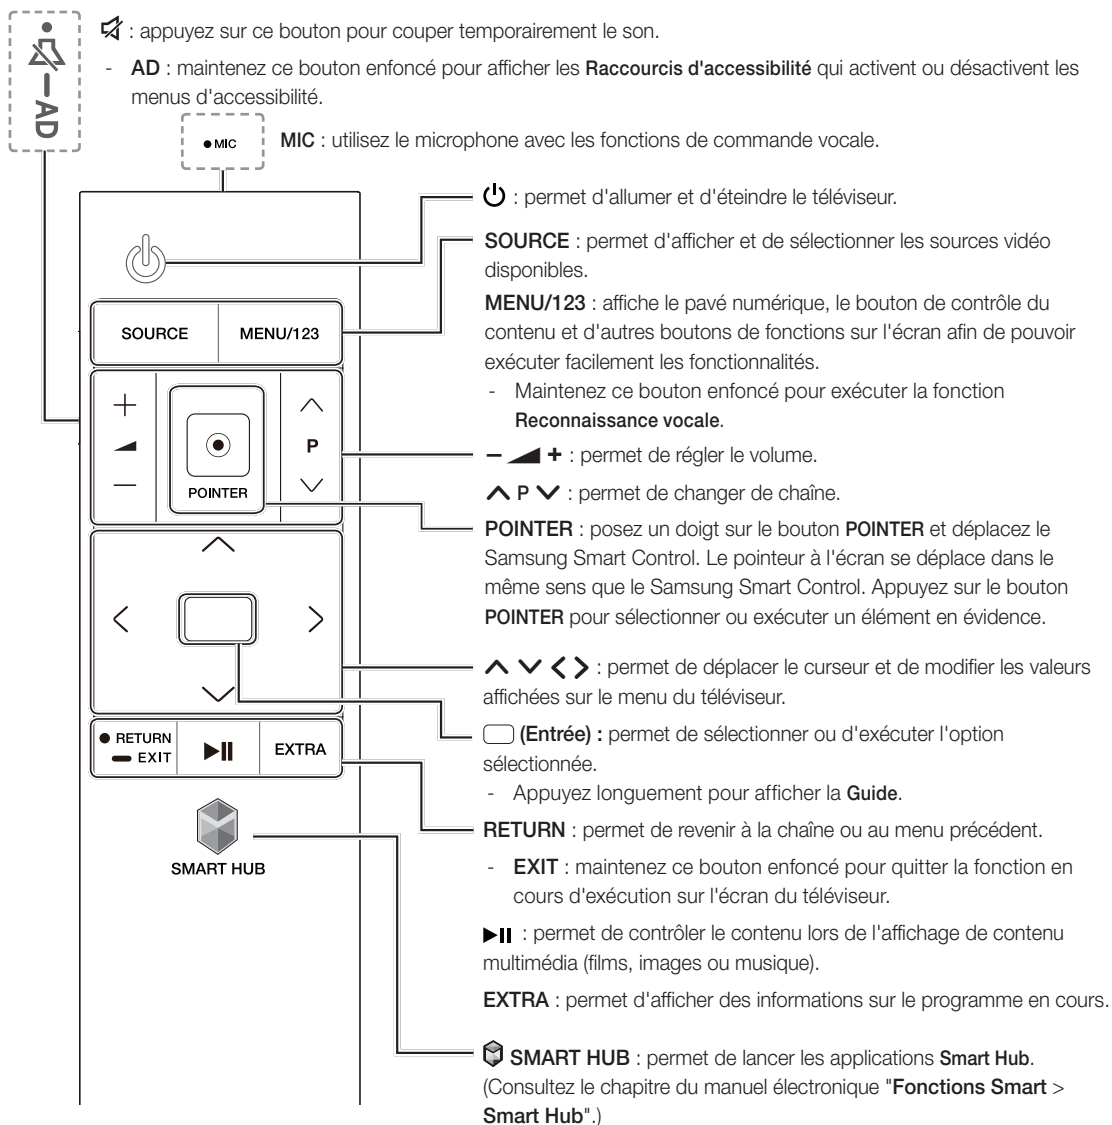 AD
: appuyez sur ce bouton pour couper temporairement le son.
- AD : maintenez ce bouton enfoncé pour afficher les Raccourcis d'accessibilité qui activent ou désactivent les
menus d'accessibilité.
MIC
MIC : utilisez le microphone avec les fonctions de commande vocale.
: permet d'allumer et d'éteindre le téléviseur.
SOURCE : permet d'afficher et de sélectionner les sources vidéo
disponibles.
MENU/123 : affiche le pavé numérique, le bouton de contrôle du
contenu et d'autres boutons de fonctions sur l'écran afin de pouvoir
exécuter facilement les fonctionnalités.
- Maintenez ce bouton enfoncé pour exécuter la fonction
Reconnaissance vocale.
− + : permet de régler le volume.
P : permet de changer de chaîne.
POINTER : posez un doigt sur le bouton POINTER et déplacez le
Samsung Smart Control. Le pointeur à l'écran se déplace dans le
même sens que le Samsung Smart Control. Appuyez sur le bouton
POINTER pour sélectionner ou exécuter un élément en évidence.
: permet de déplacer le curseur et de modifier les valeurs
affichées sur le menu du téléviseur.
(Entrée) : permet de sélectionner ou d'exécuter l'option
sélectionnée.
- Appuyez longuement pour afficher la Guide.
RETURN : permet de revenir à la chaîne ou au menu précédent.
- EXIT : maintenez ce bouton enfoncé pour quitter la fonction en
cours d'exécution sur l'écran du téléviseur.
: permet de contrôler le contenu lors de l'affichage de contenu
multimédia (films, images ou musique).
EXTRA : permet d'afficher des informations sur le programme en cours.
SMART HUB : permet de lancer les applications Smart Hub.
(Consultez le chapitre du manuel électronique "Fonctions Smart >
Smart Hub".)
SOURCE
MENU/123
+
P
—
POINTER
RETURN
EXIT
EXTRA
SMART HUB